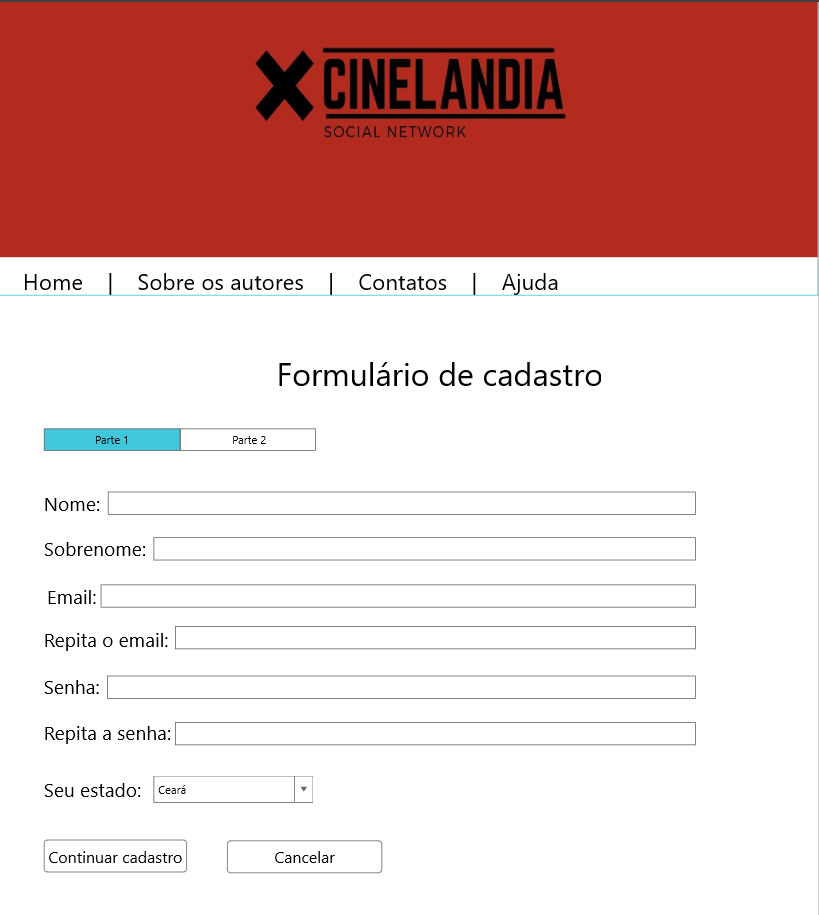 CINELANDIA
SOCIAL NETWORK
Home | Sobre os autores | Contatos | Ajuda
Formulário de cadastro
Parte 1 Parte 2
Nome:
Sobrenome:
Email:
Repita o email:
Senha:
Repita a senha:
Seu estado: Ceará
Continuar cadastro Cancelar